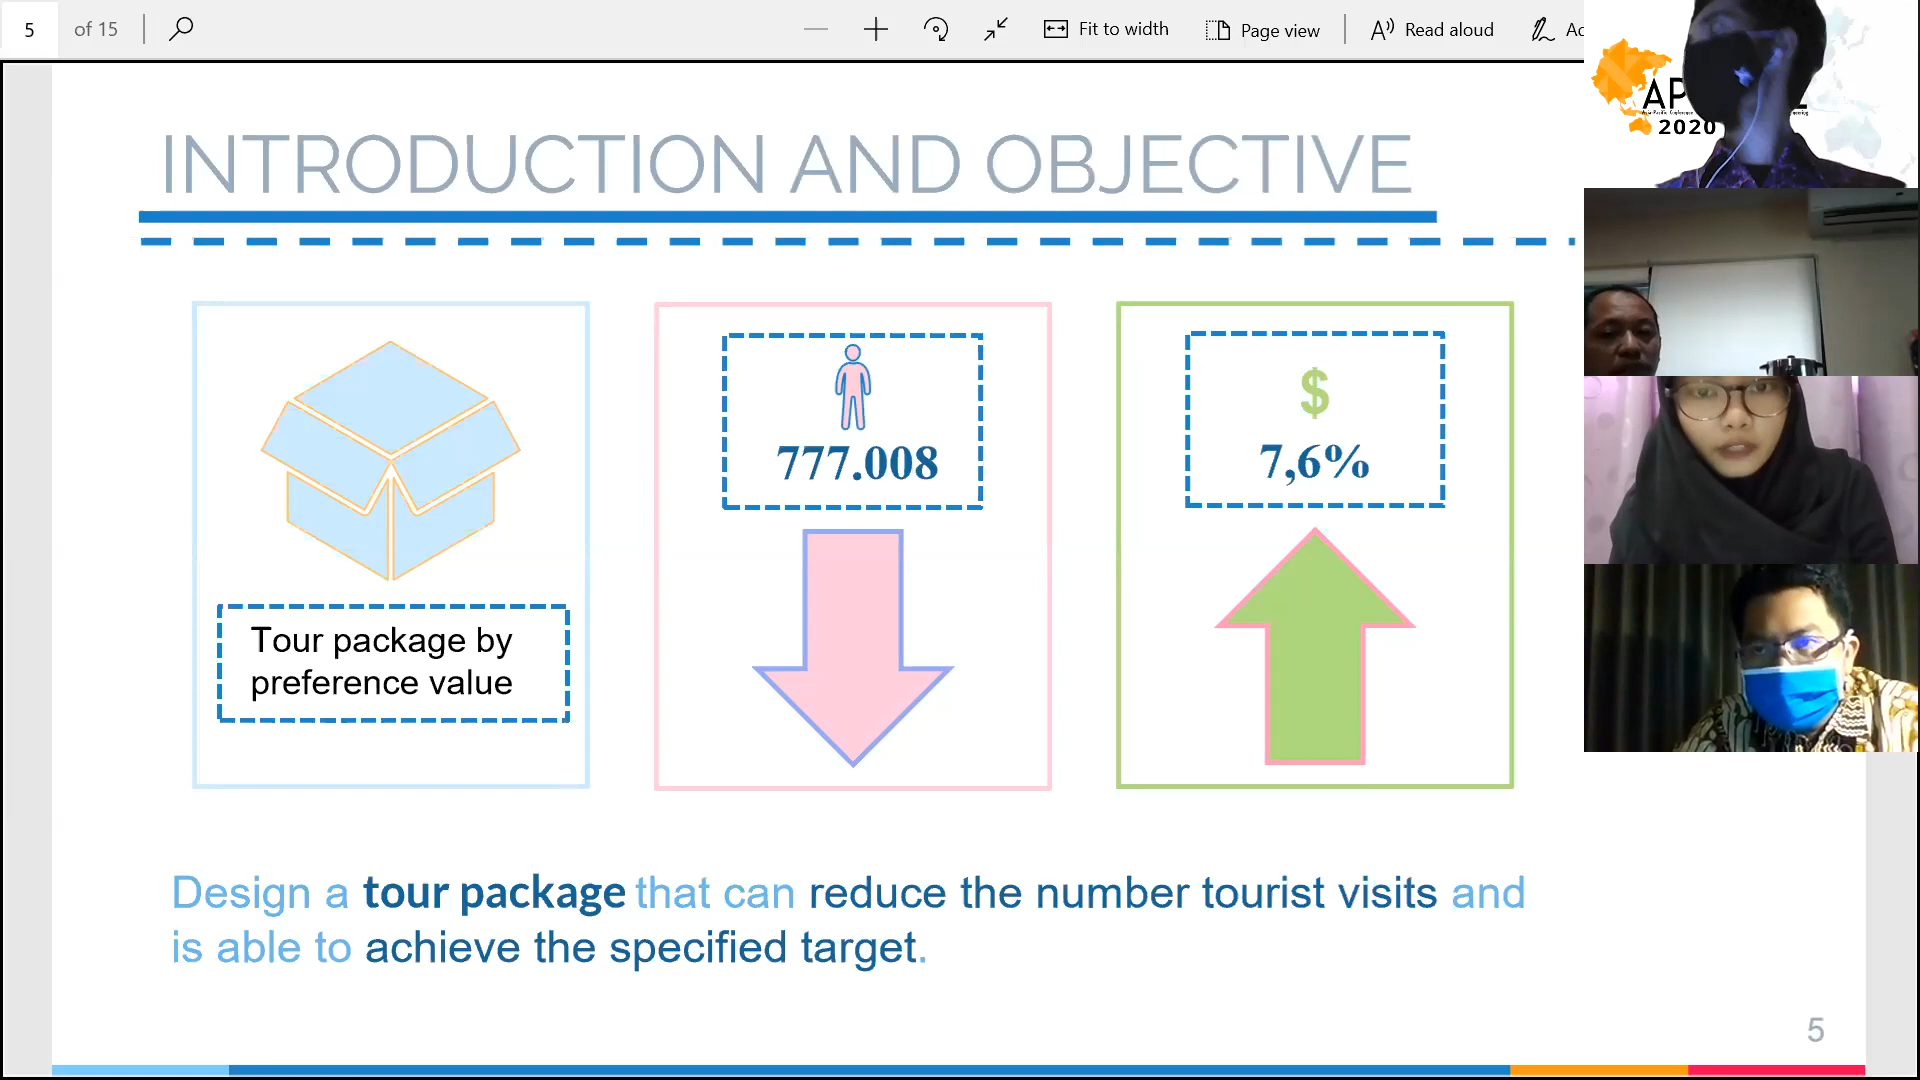 5 of 15 Fit to width Page view Read aloud
2020
INTRODUCTION AND OBJECTIVE
Tour package by
preference value
777.008
$
7,6%
Design a tour package that can reduce the number tourist visits and
is able to achieve the specified target.
5